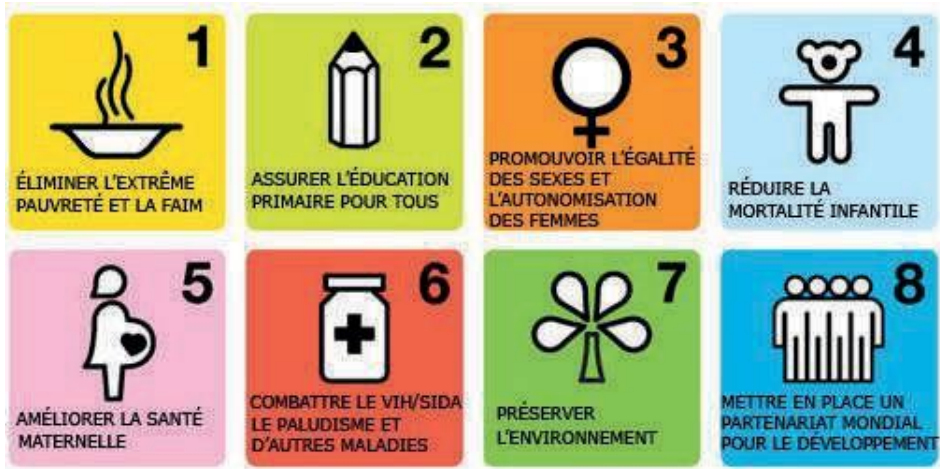 1
ÉLIMINER L'EXTRÊME
PAUVRETÉ ET LA FAIM
2
ASSURER L'ÉDUCATION
PRIMAIRE POUR TOUS
3
PROMOUVOIR L'ÉGALITÉ
DES SEXES ET
L'AUTONOMISATION
DES FEMMES
4
RÉDUIRE LA
MORTALITÉ INFANTILE
5
AMÉLIORER LA SANTÉ
MATERNELLE
6
COMBATTRE LE VIH/SIDA
LE PALUDISME ET
D'AUTRES MALADIES
7
PRÉSERVER
L'ENVIRONNEMENT
8
METTRE EN PLACE UN
PARTENARIAT MONDIAL
POUR LE DÉVELOPPEMENT